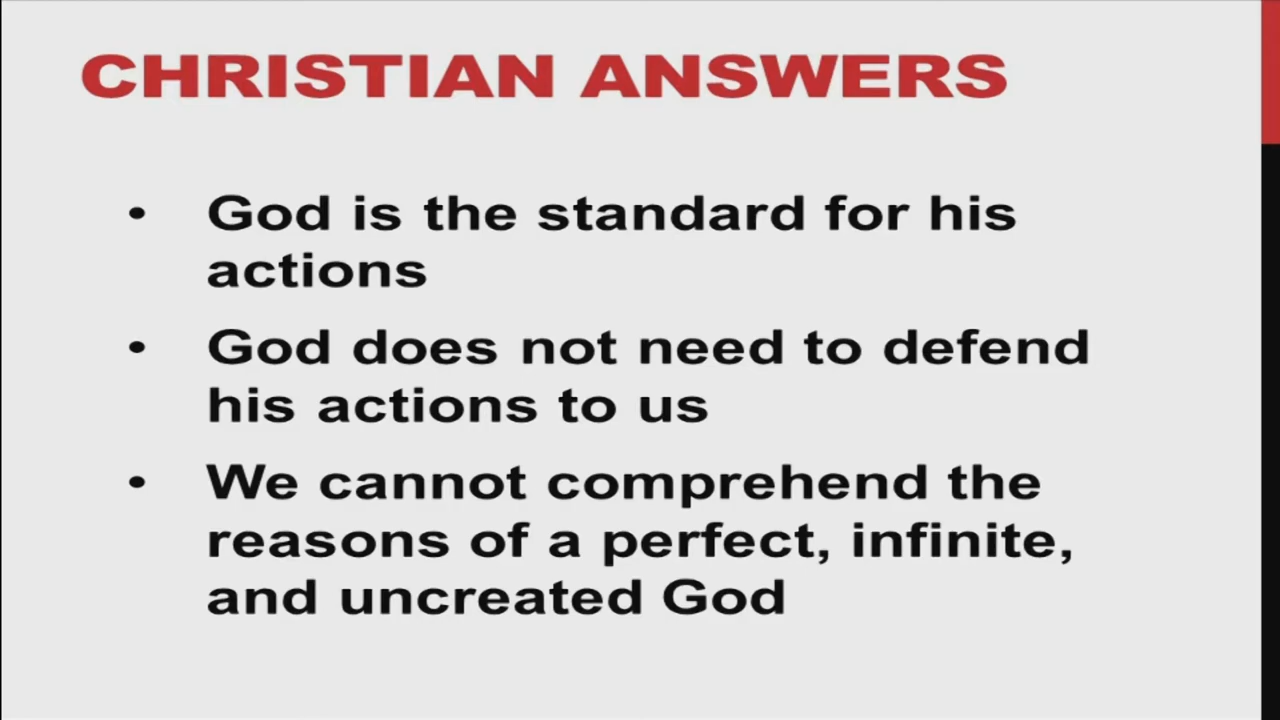 CHRISTIAN ANSWERS
• God is the standard for his
actions
• God does not need to defend
his actions to us
• We cannot comprehend the
reasons of a perfect, infinite,
and uncreated God